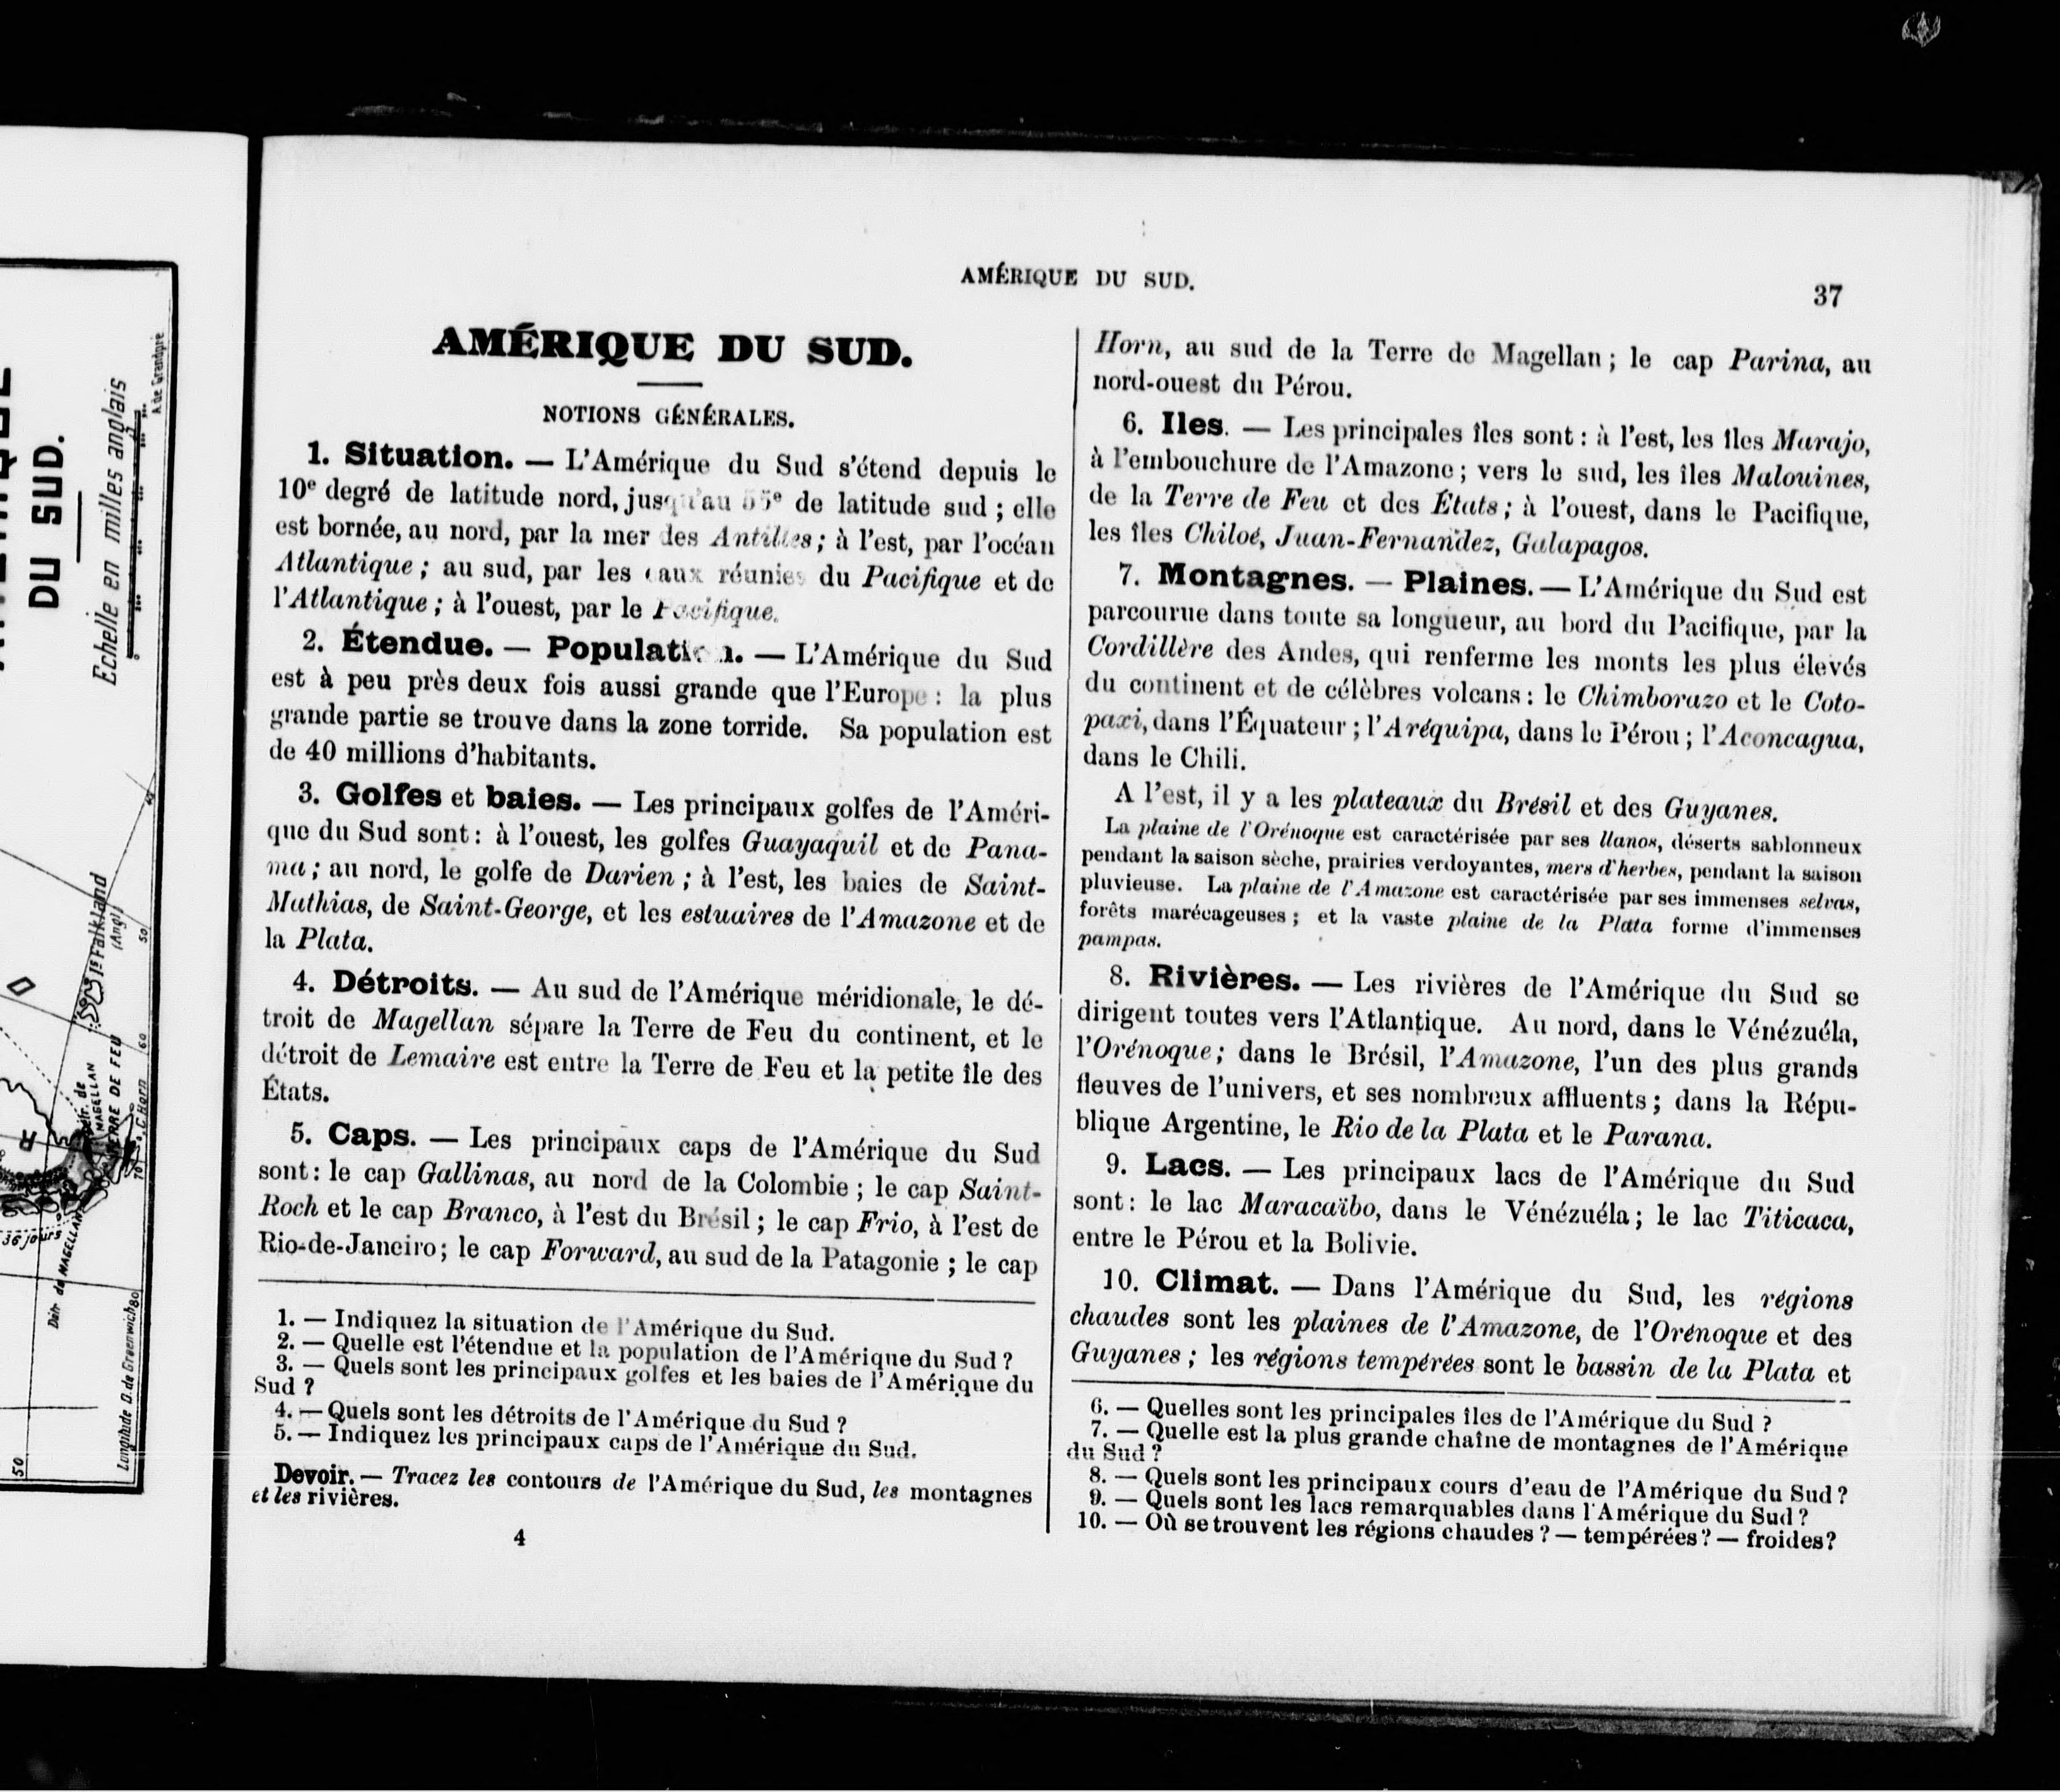 DU SUD.
Echelle en milles anglais
A. de Grandpré
Is Falkland
(Angl.)
Détr. de
MAGELLAN
TERRE DE FEU
C. Horn
36 jours
Détr de MAGELLAN
Longitude O. de Greenwich
80
50
AMÉRIQUE DU SUD.
37
AMÉRIQUE DU SUD.
NOTIONS GÉNÉRALES.
1. Situation. — L'Amérique du Sud s'étend depuis le
10e degré de latitude nord, jusqu'au 55e de latitude sud ; elle
est bornée, au nord, par la mer des Antilles ; à l'est, par l'océan
Atlantique ; au sud, par les eaux réunies du Pacifique et de
l'Atlantique ; à l'ouest, par le Pacifique.
2. Étendue. — Population. — L'Amérique du Sud
est à peu près deux fois aussi grande que l'Europe : la plus
grande partie se trouve dans la zone torride. Sa population est
de 40 millions d'habitants.
3. Golfes et baies. — Les principaux golfes de l'Améri-
que du Sud sont : à l'ouest, les golfes Guayaquil et de Pana-
ma ; au nord, le golfe de Darien ; à l'est, les baies de Saint-
Mathias, de Saint-George, et les estuaires de l'Amazone et de
la Plata.
4. Détroits. — Au sud de l'Amérique méridionale, le dé-
troit de Magellan sépare la Terre de Feu du continent, et le
détroit de Lemaire est entre la Terre de Feu et la petite île des
États.
5. Caps. — Les principaux caps de l'Amérique du Sud
sont : le cap Gallinas, au nord de la Colombie ; le cap Saint-
Roch et le cap Branco, à l'est du Brésil ; le cap Frio, à l'est de
Rio-de-Janeiro ; le cap Forward, au sud de la Patagonie ; le cap
1. — Indiquez la situation de l'Amérique du Sud.
2. — Quelle est l'étendue et la population de l'Amérique du Sud ?
3. — Quels sont les principaux golfes et les baies de l'Amérique du
Sud ?
4. — Quels sont les détroits de l'Amérique du Sud ?
5. — Indiquez les principaux caps de l'Amérique du Sud.
Devoir. — Tracez les contours de l'Amérique du Sud, les montagnes
et les rivières.
4
Horn, au sud de la Terre de Magellan ; le cap Parina, au
nord-ouest du Pérou.
6. Iles. — Les principales îles sont : à l'est, les îles Marajo,
à l'embouchure de l'Amazone ; vers le sud, les îles Malouines,
de la Terre de Feu et des États ; à l'ouest, dans le Pacifique,
les îles Chiloé, Juan-Fernandez, Galapagos.
7. Montagnes. — Plaines. — L'Amérique du Sud est
parcourue dans toute sa longueur, au bord du Pacifique, par la
Cordillère des Andes, qui renferme les monts les plus élevés
du continent et de célèbres volcans : le Chimborazo et le Coto-
paxi, dans l'Équateur ; l'Aréquipa, dans le Pérou ; l'Aconcagua,
dans le Chili.
A l'est, il y a les plateaux du Brésil et des Guyanes.
La plaine de l'Orénoque est caractérisée par ses llanos, déserts sablonneux
pendant la saison sèche, prairies verdoyantes, mers d'herbes, pendant la saison
pluvieuse. La plaine de l'Amazone est caractérisée par ses immenses selvas,
forêts marécageuses ; et la vaste plaine de la Plata forme d'immenses
pampas.
8. Rivières. — Les rivières de l'Amérique du Sud se
dirigent toutes vers l'Atlantique. Au nord, dans le Vénézuéla,
l'Orénoque ; dans le Brésil, l'Amazone, l'un des plus grands
fleuves de l'univers, et ses nombreux affluents ; dans la Répu-
blique Argentine, le Rio de la Plata et le Parana.
9. Lacs. — Les principaux lacs de l'Amérique du Sud
sont : le lac Maracaïbo, dans le Vénézuéla ; le lac Titicaca,
entre le Pérou et la Bolivie.
10. Climat. — Dans l'Amérique du Sud, les régions
chaudes sont les plaines de l'Amazone, de l'Orénoque et des
Guyanes ; les régions tempérées sont le bassin de la Plata et
6. — Quelles sont les principales îles de l'Amérique du Sud ?
7. — Quelle est la plus grande chaîne de montagnes de l'Amérique
du Sud ?
8. — Quels sont les principaux cours d'eau de l'Amérique du Sud ?
9. — Quels sont les lacs remarquables dans l'Amérique du Sud ?
10. — Où se trouvent les régions chaudes ? — tempérées ? — froides ?